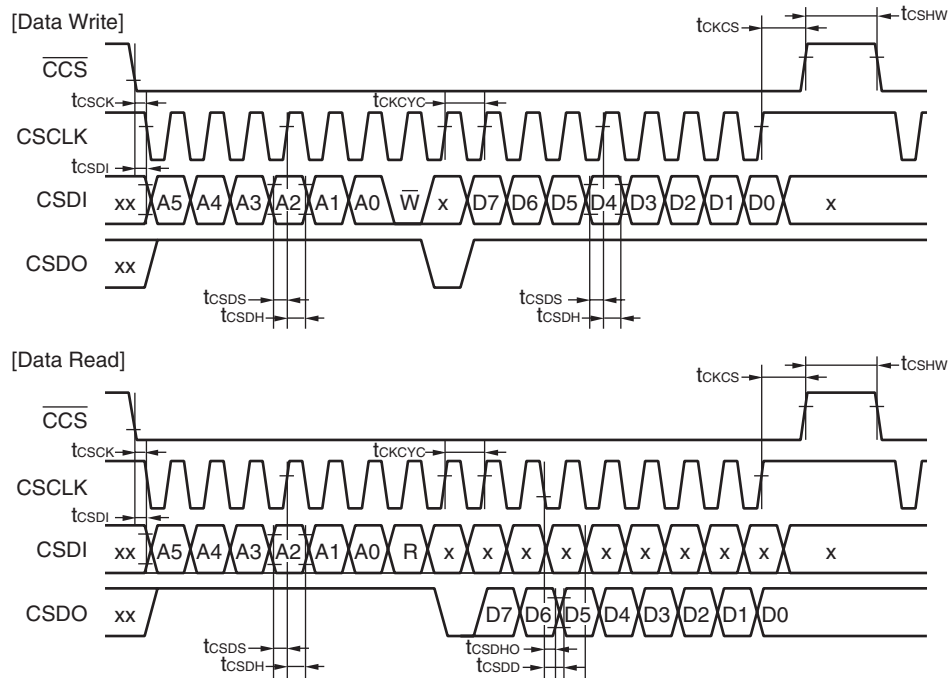 [Data Write]
tCKCS
tCSHW
CCS
tCSCK
tCKCYC
CSCLK
tCSDI
CSDI xx A5 A4 A3 A2 A1 A0 W x D7 D6 D5 D4 D3 D2 D1 D0 x
CSDO xx
tCSDS
tCSDH
tCSDS
tCSDH
[Data Read]
tCKCS
tCSHW
CCS
tCSCK
tCKCYC
CSCLK
tCSDI
CSDI xx A5 A4 A3 A2 A1 A0 R x x x x x x x x x x
CSDO xx D7 D6 D5 D4 D3 D2 D1 D0
tCSDS
tCSDH
tCSDHO
tCSDD